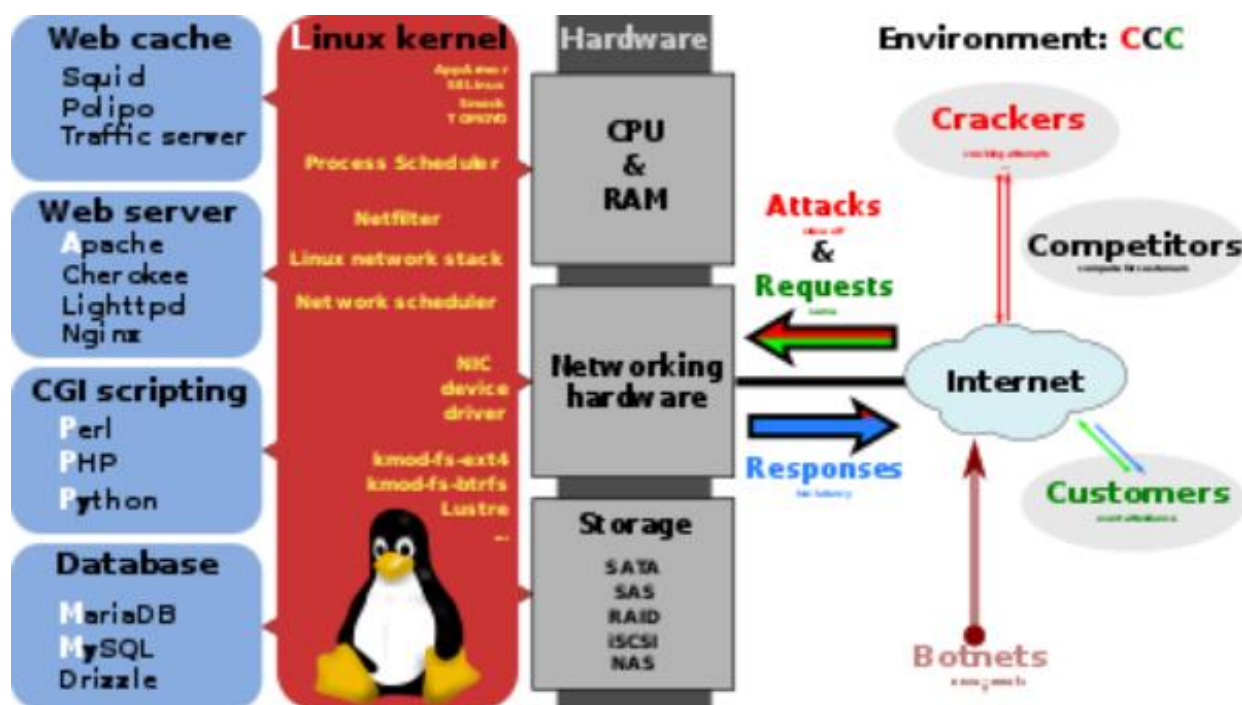 Web cache
Squid
Polipo
Traffic server
Web server
Apache
Cherokee
Lighttpd
Nginx
CGI scripting
Perl
PHP
Python
Database
MariaDB
MySQL
Drizzle
Linux kernel
AppArmor
SELinux
Smack
TOMOYO
Process Scheduler
Netfilter
Linux network stack
Network scheduler
NIC
device
driver
kmod-fs-ext4
kmod-fs-btrfs
Lustre
...
Hardware
CPU
&
RAM
Networking
hardware
Storage
SATA
SAS
RAID
iSCSI
NAS
Attacks
&
Requests
Responses
Environment: CCC
Crackers
cracking attempts
Competitors
Internet
Customers
Botnets